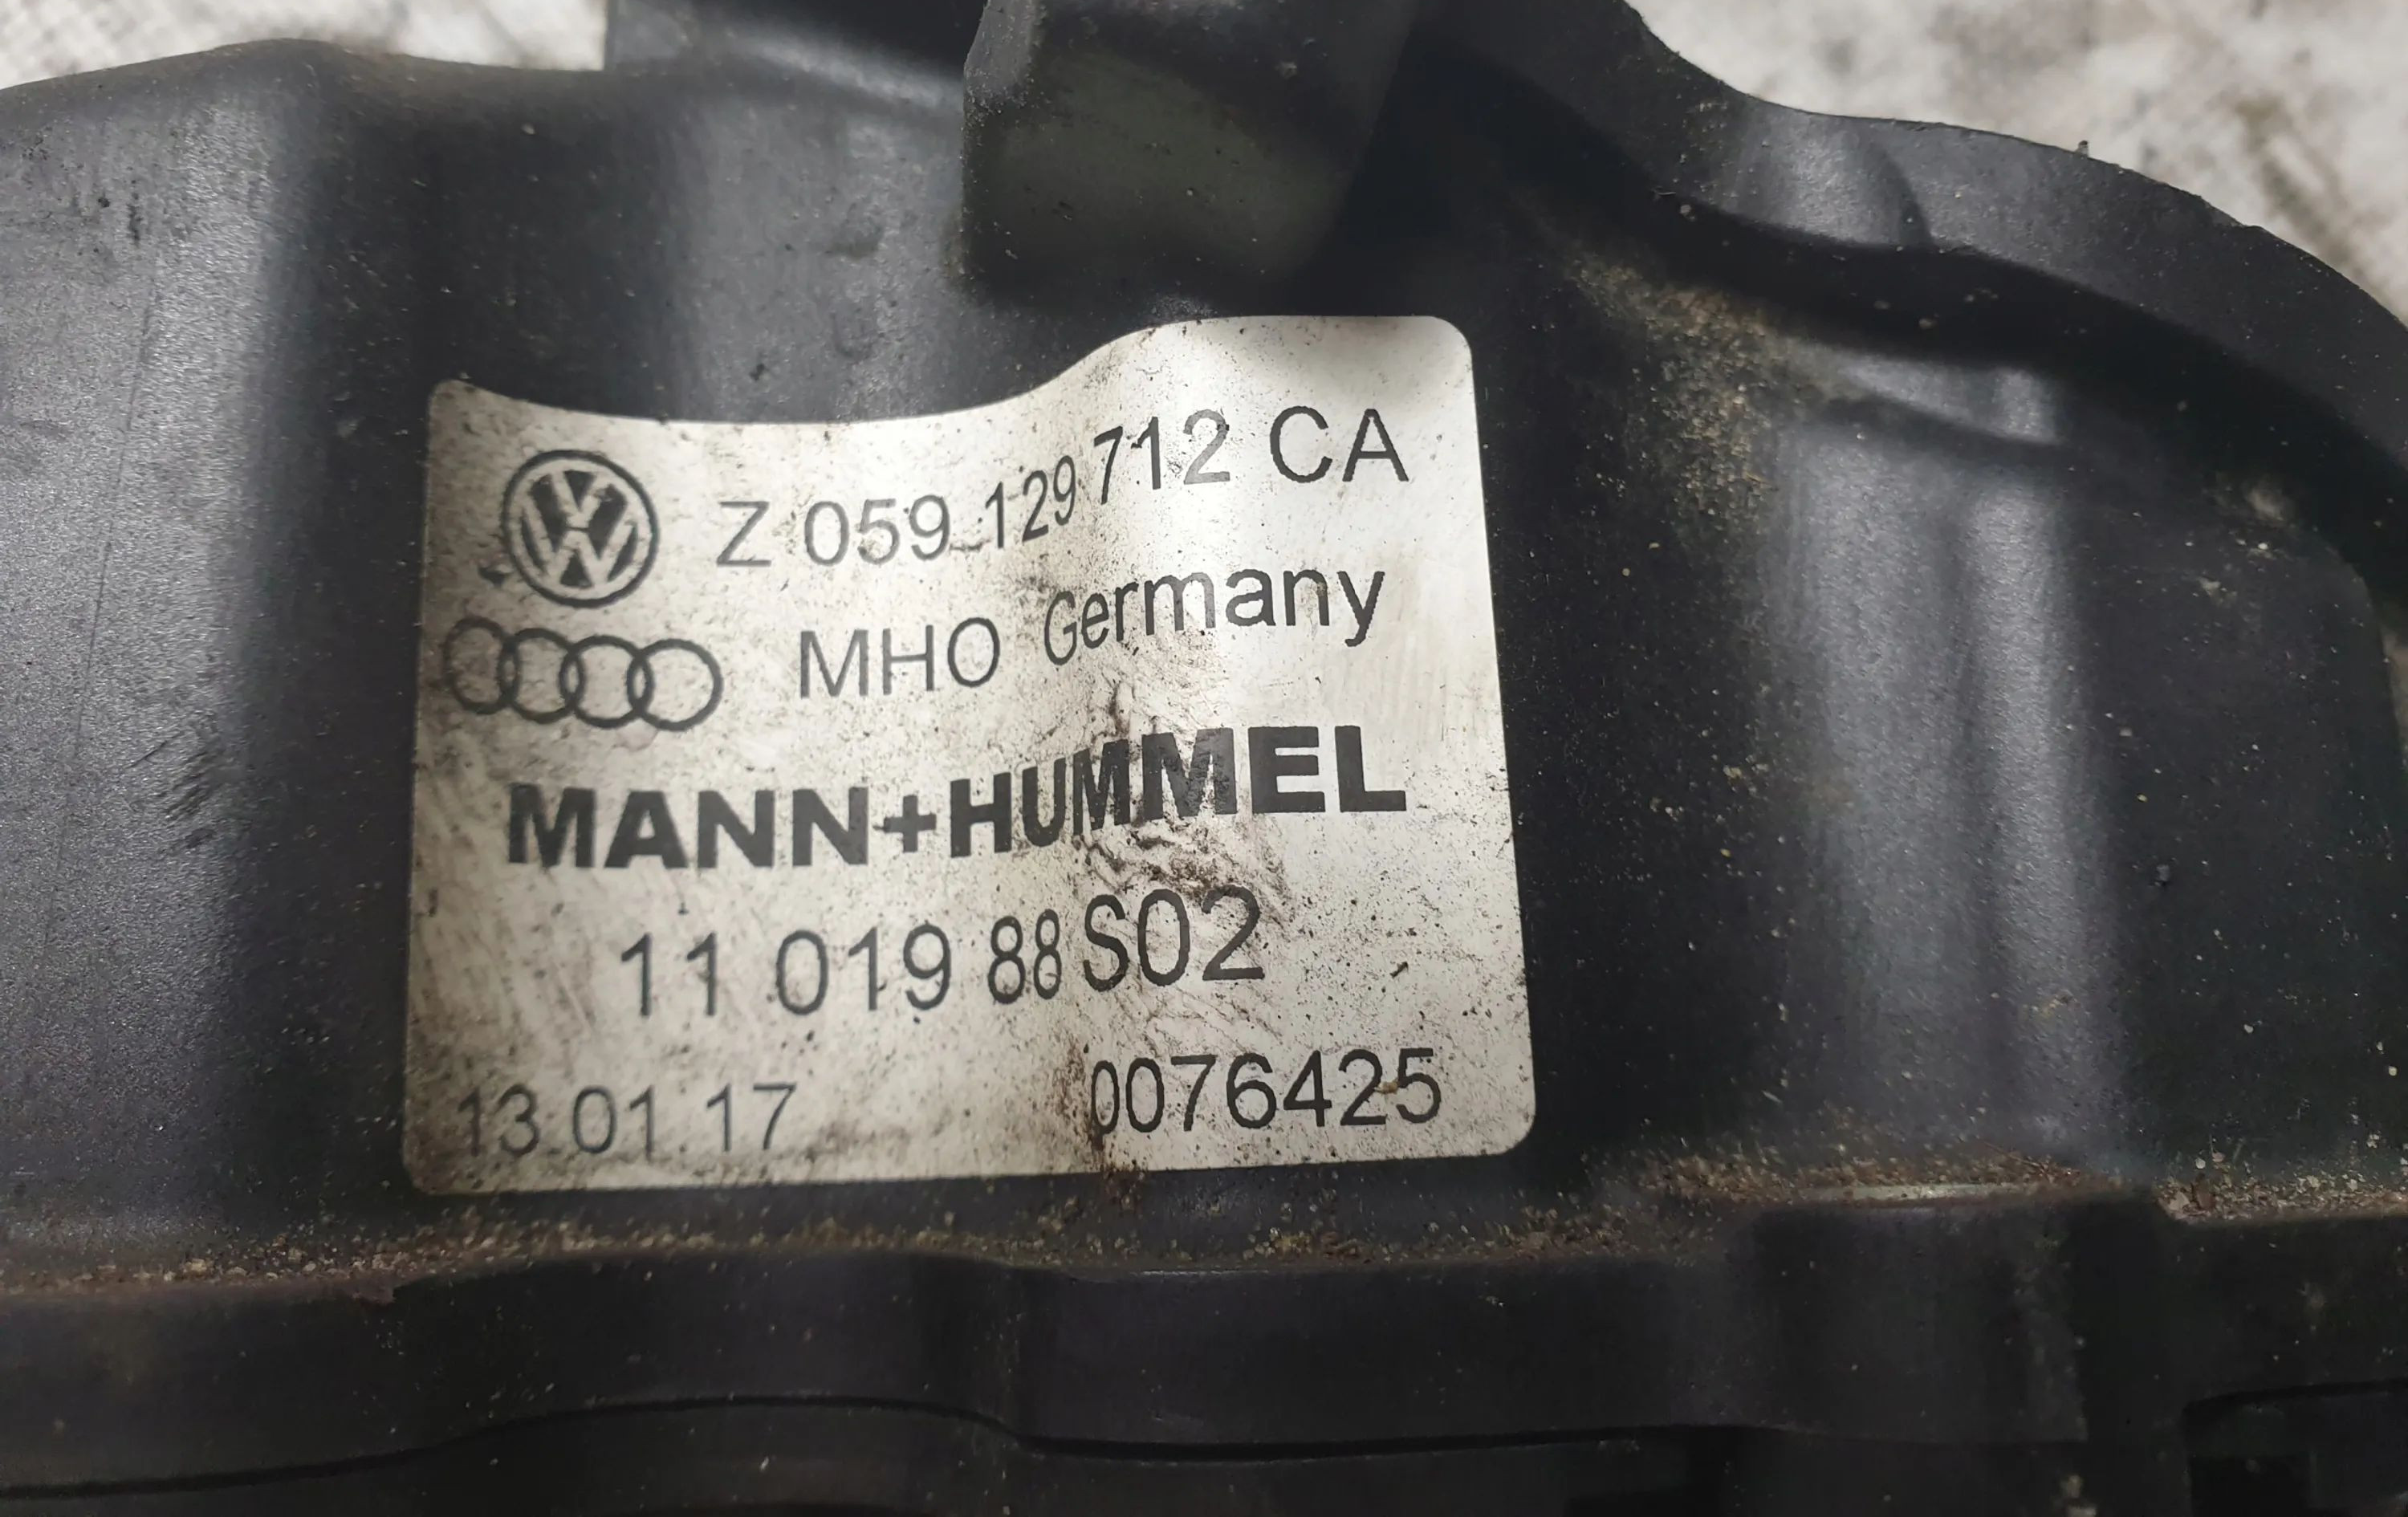 Z 059 129 712 CA
MHO Germany
MANN+HUMMEL
11 019 88 S02
13.01.17 0076425